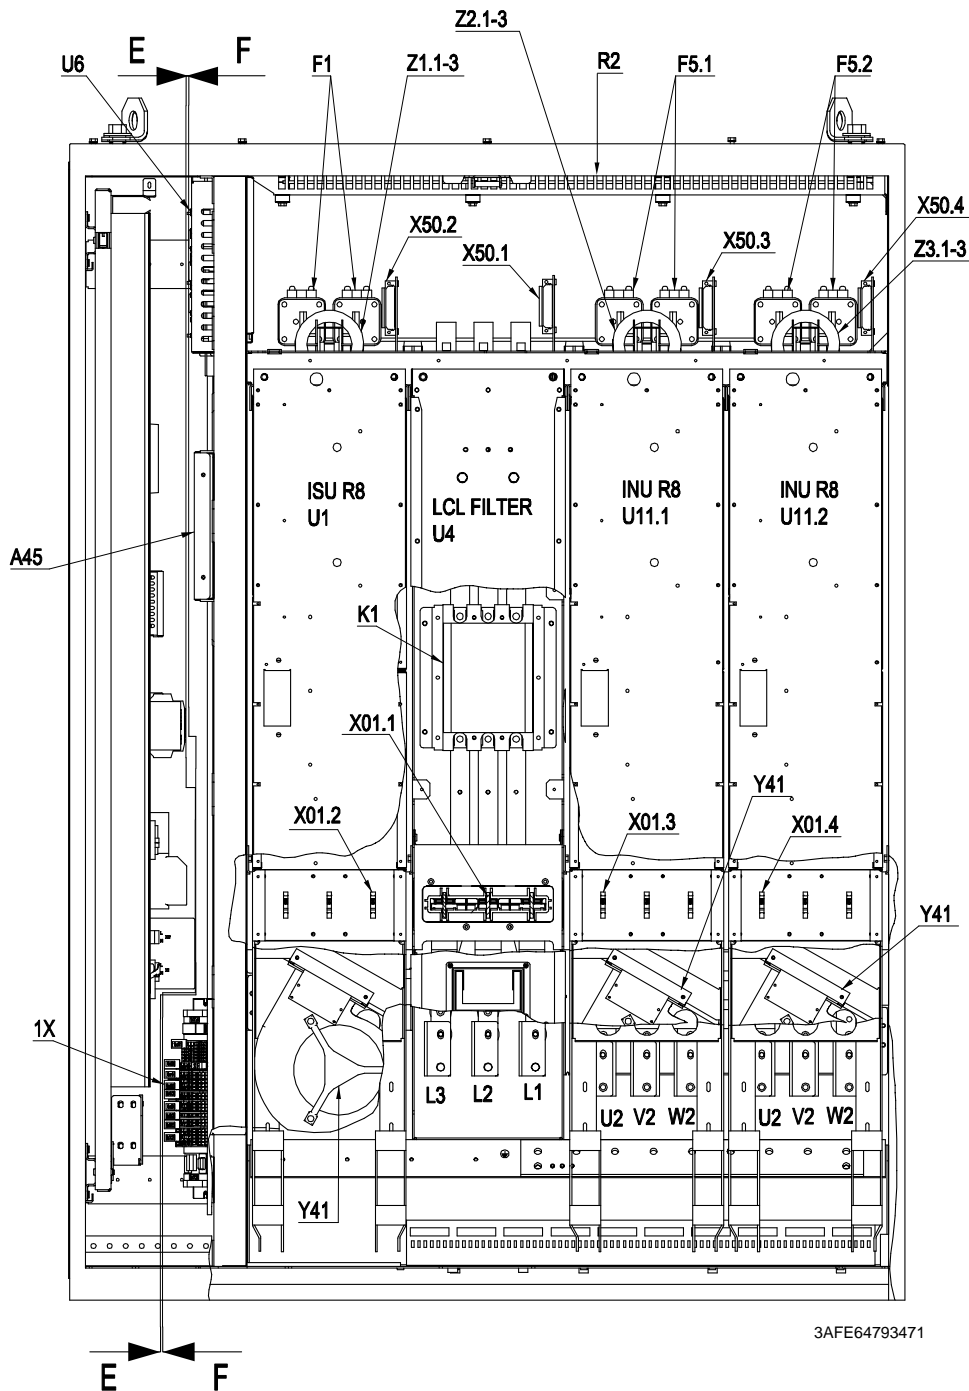 Z2.1-3
E F
U6
F1
Z1.1-3
R2
F5.1
F5.2
X50.2
X50.1
X50.3
X50.4
Z3.1-3
ISU R8
U1
LCL FILTER
U4
INU R8
U11.1
INU R8
U11.2
A45
K1
X01.1
Y41
X01.2
X01.3
X01.4
Y41
1X
L3 L2 L1
U2 V2 W2
U2 V2 W2
Y41
3AFE64793471
E F